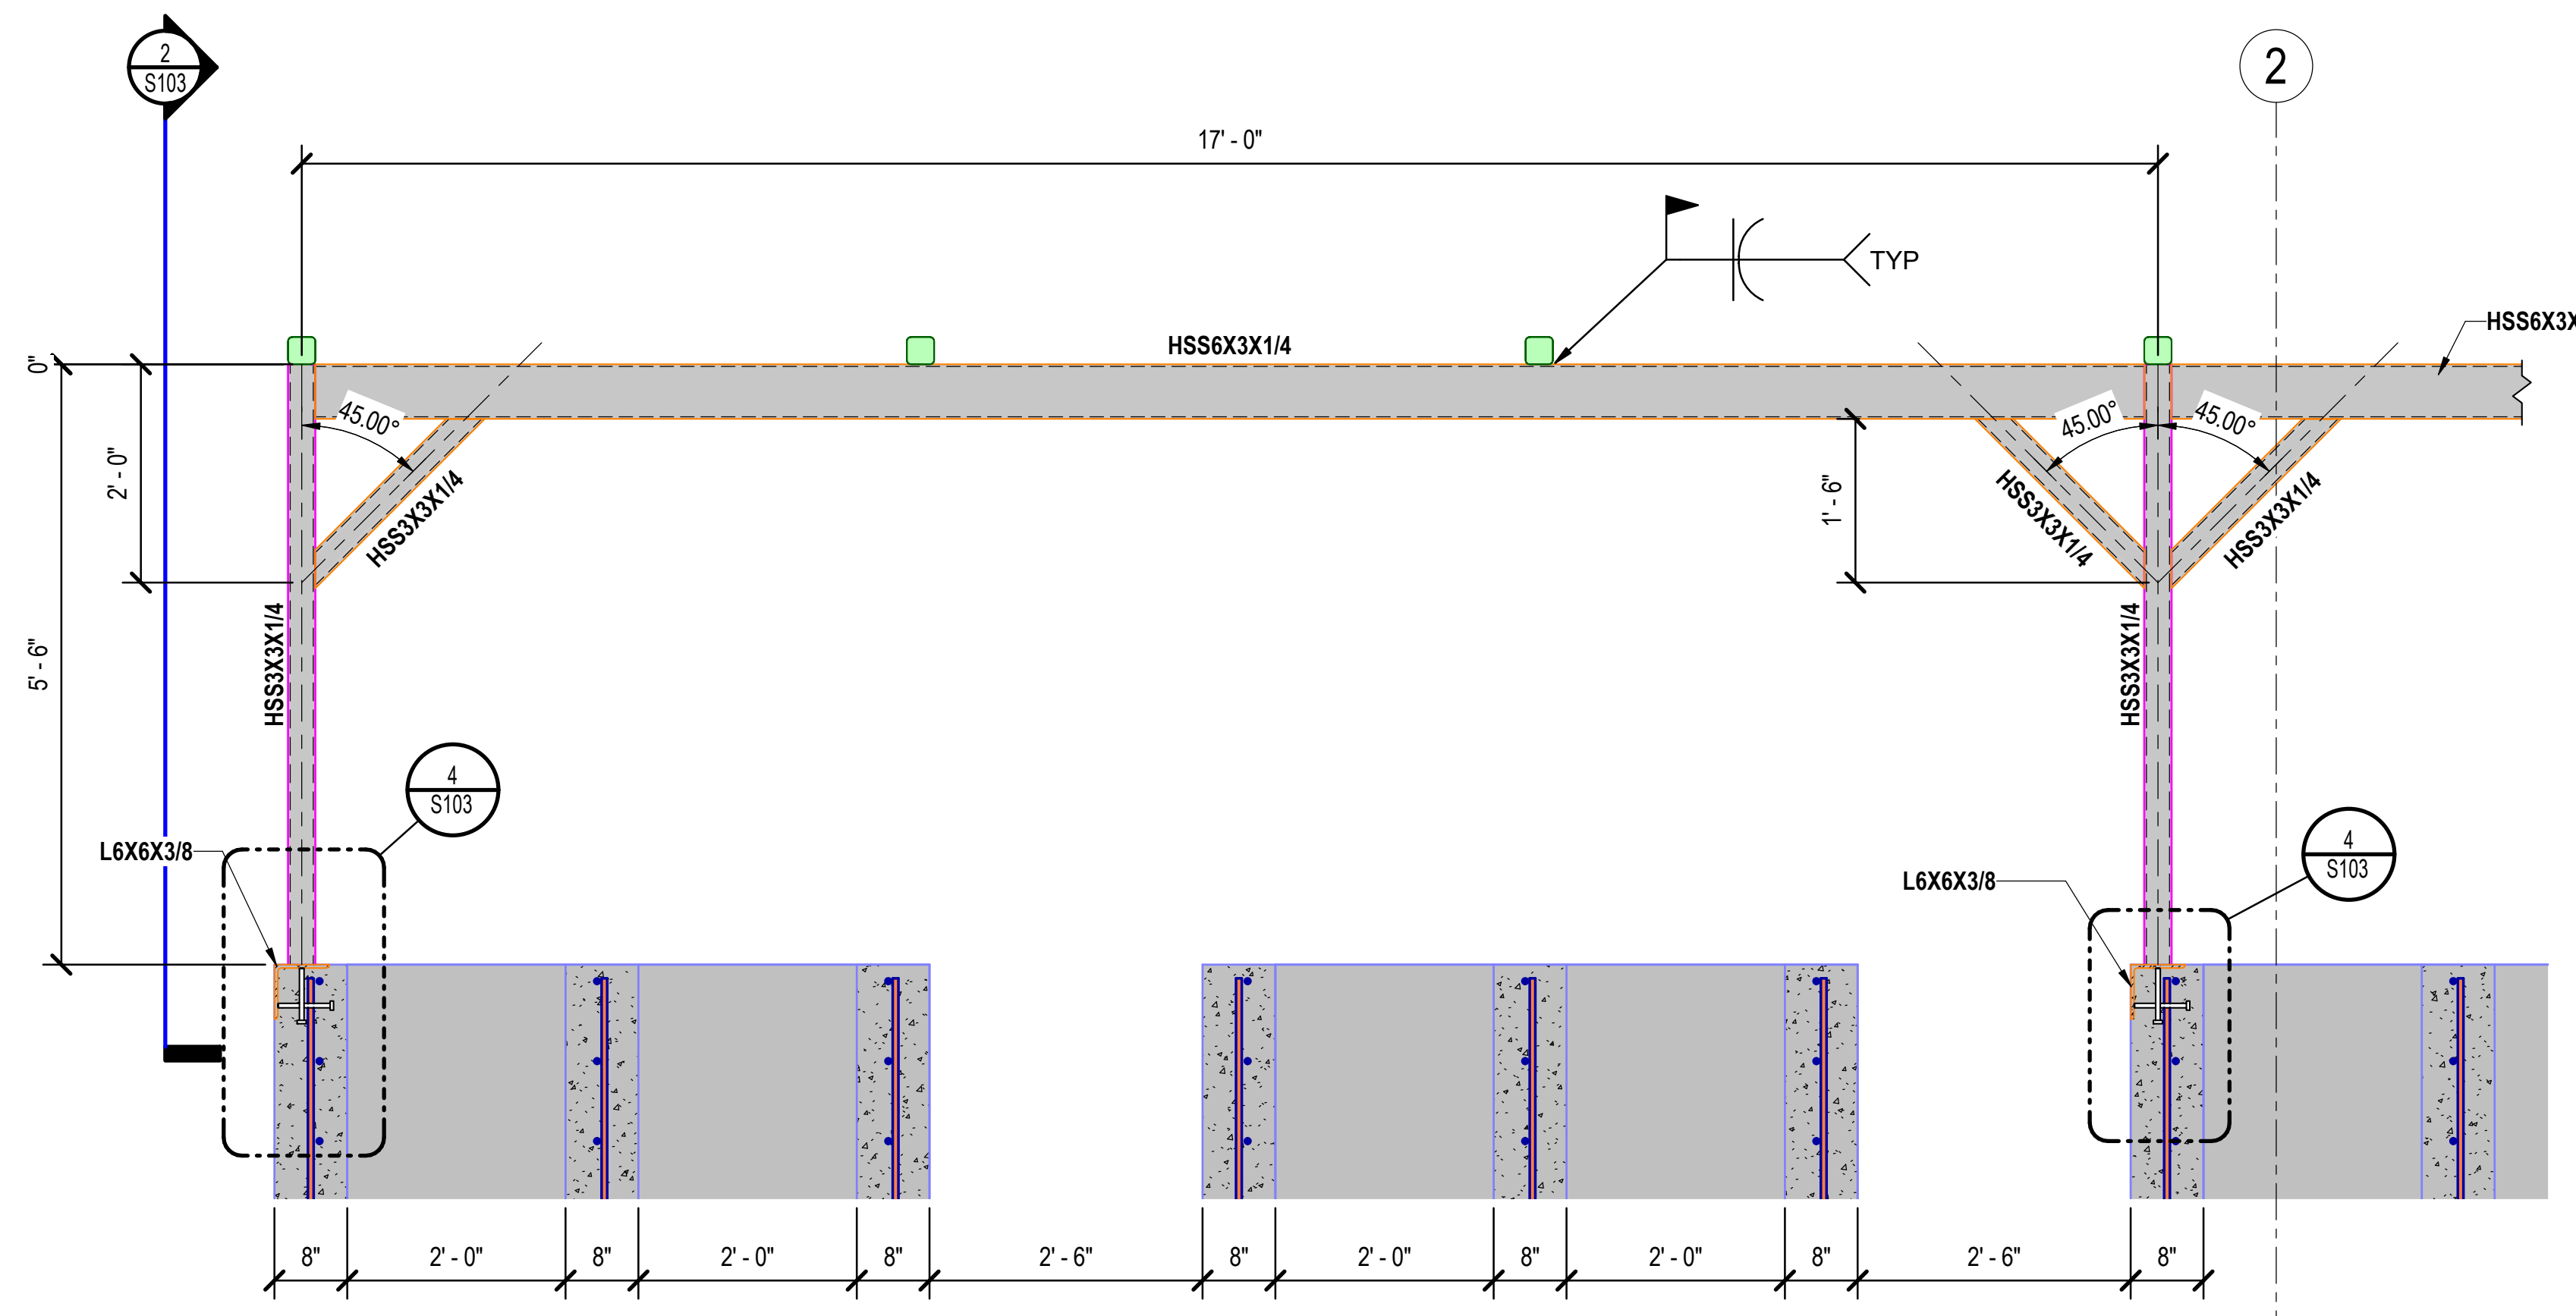 2
S103
2
17' - 0"
TYP
HSS6X3X1/4
HSS6X3X
0"
45.00°
45.00°
45.00°
2' - 0"
1' - 6"
HSS3X3X1/4
HSS3X3X1/4
HSS3X3X1/4
5' - 6"
HSS3X3X1/4
HSS3X3X1/4
4
S103
4
S103
L6X6X3/8
L6X6X3/8
8" 2' - 0" 8" 2' - 0" 8" 2' - 6" 8" 2' - 0" 8" 2' - 0" 8" 2' - 6" 8"